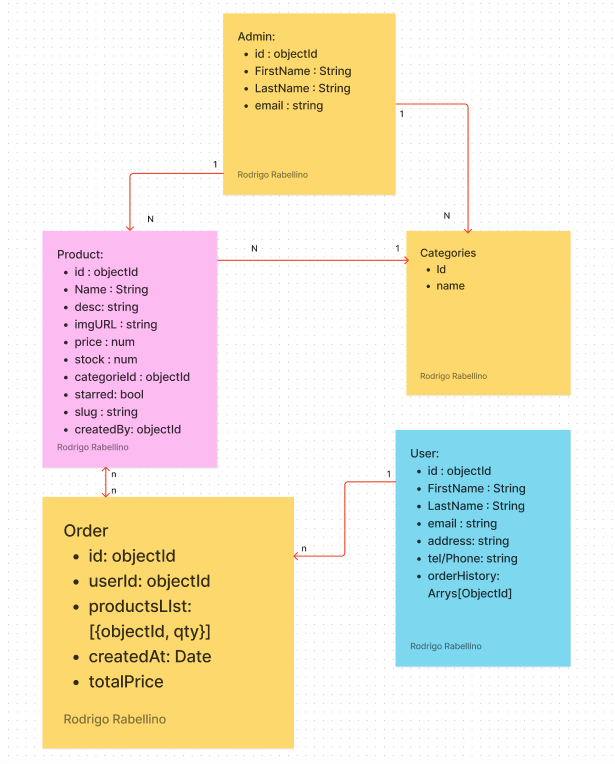 Admin:
id : objectId
FirstName : String
LastName : String
email : string
Rodrigo Rabellino
1
1
N
N
Product:
id : objectId
Name : String
desc: string
imgURL : string
price : num
stock : num
categorieId : objectId
starred: bool
slug : string
createdBy: objectId
Rodrigo Rabellino
N
1
Categories
Id
name
Rodrigo Rabellino
n
n
Order
id: objectId
userId: objectId
productsLIst:
[{objectId, qty}]
createdAt: Date
totalPrice
Rodrigo Rabellino
n
1
User:
id : objectId
FirstName : String
LastName : String
email : string
address: string
tel/Phone: string
orderHistory:
Arrys[ObjectId]
Rodrigo Rabellino